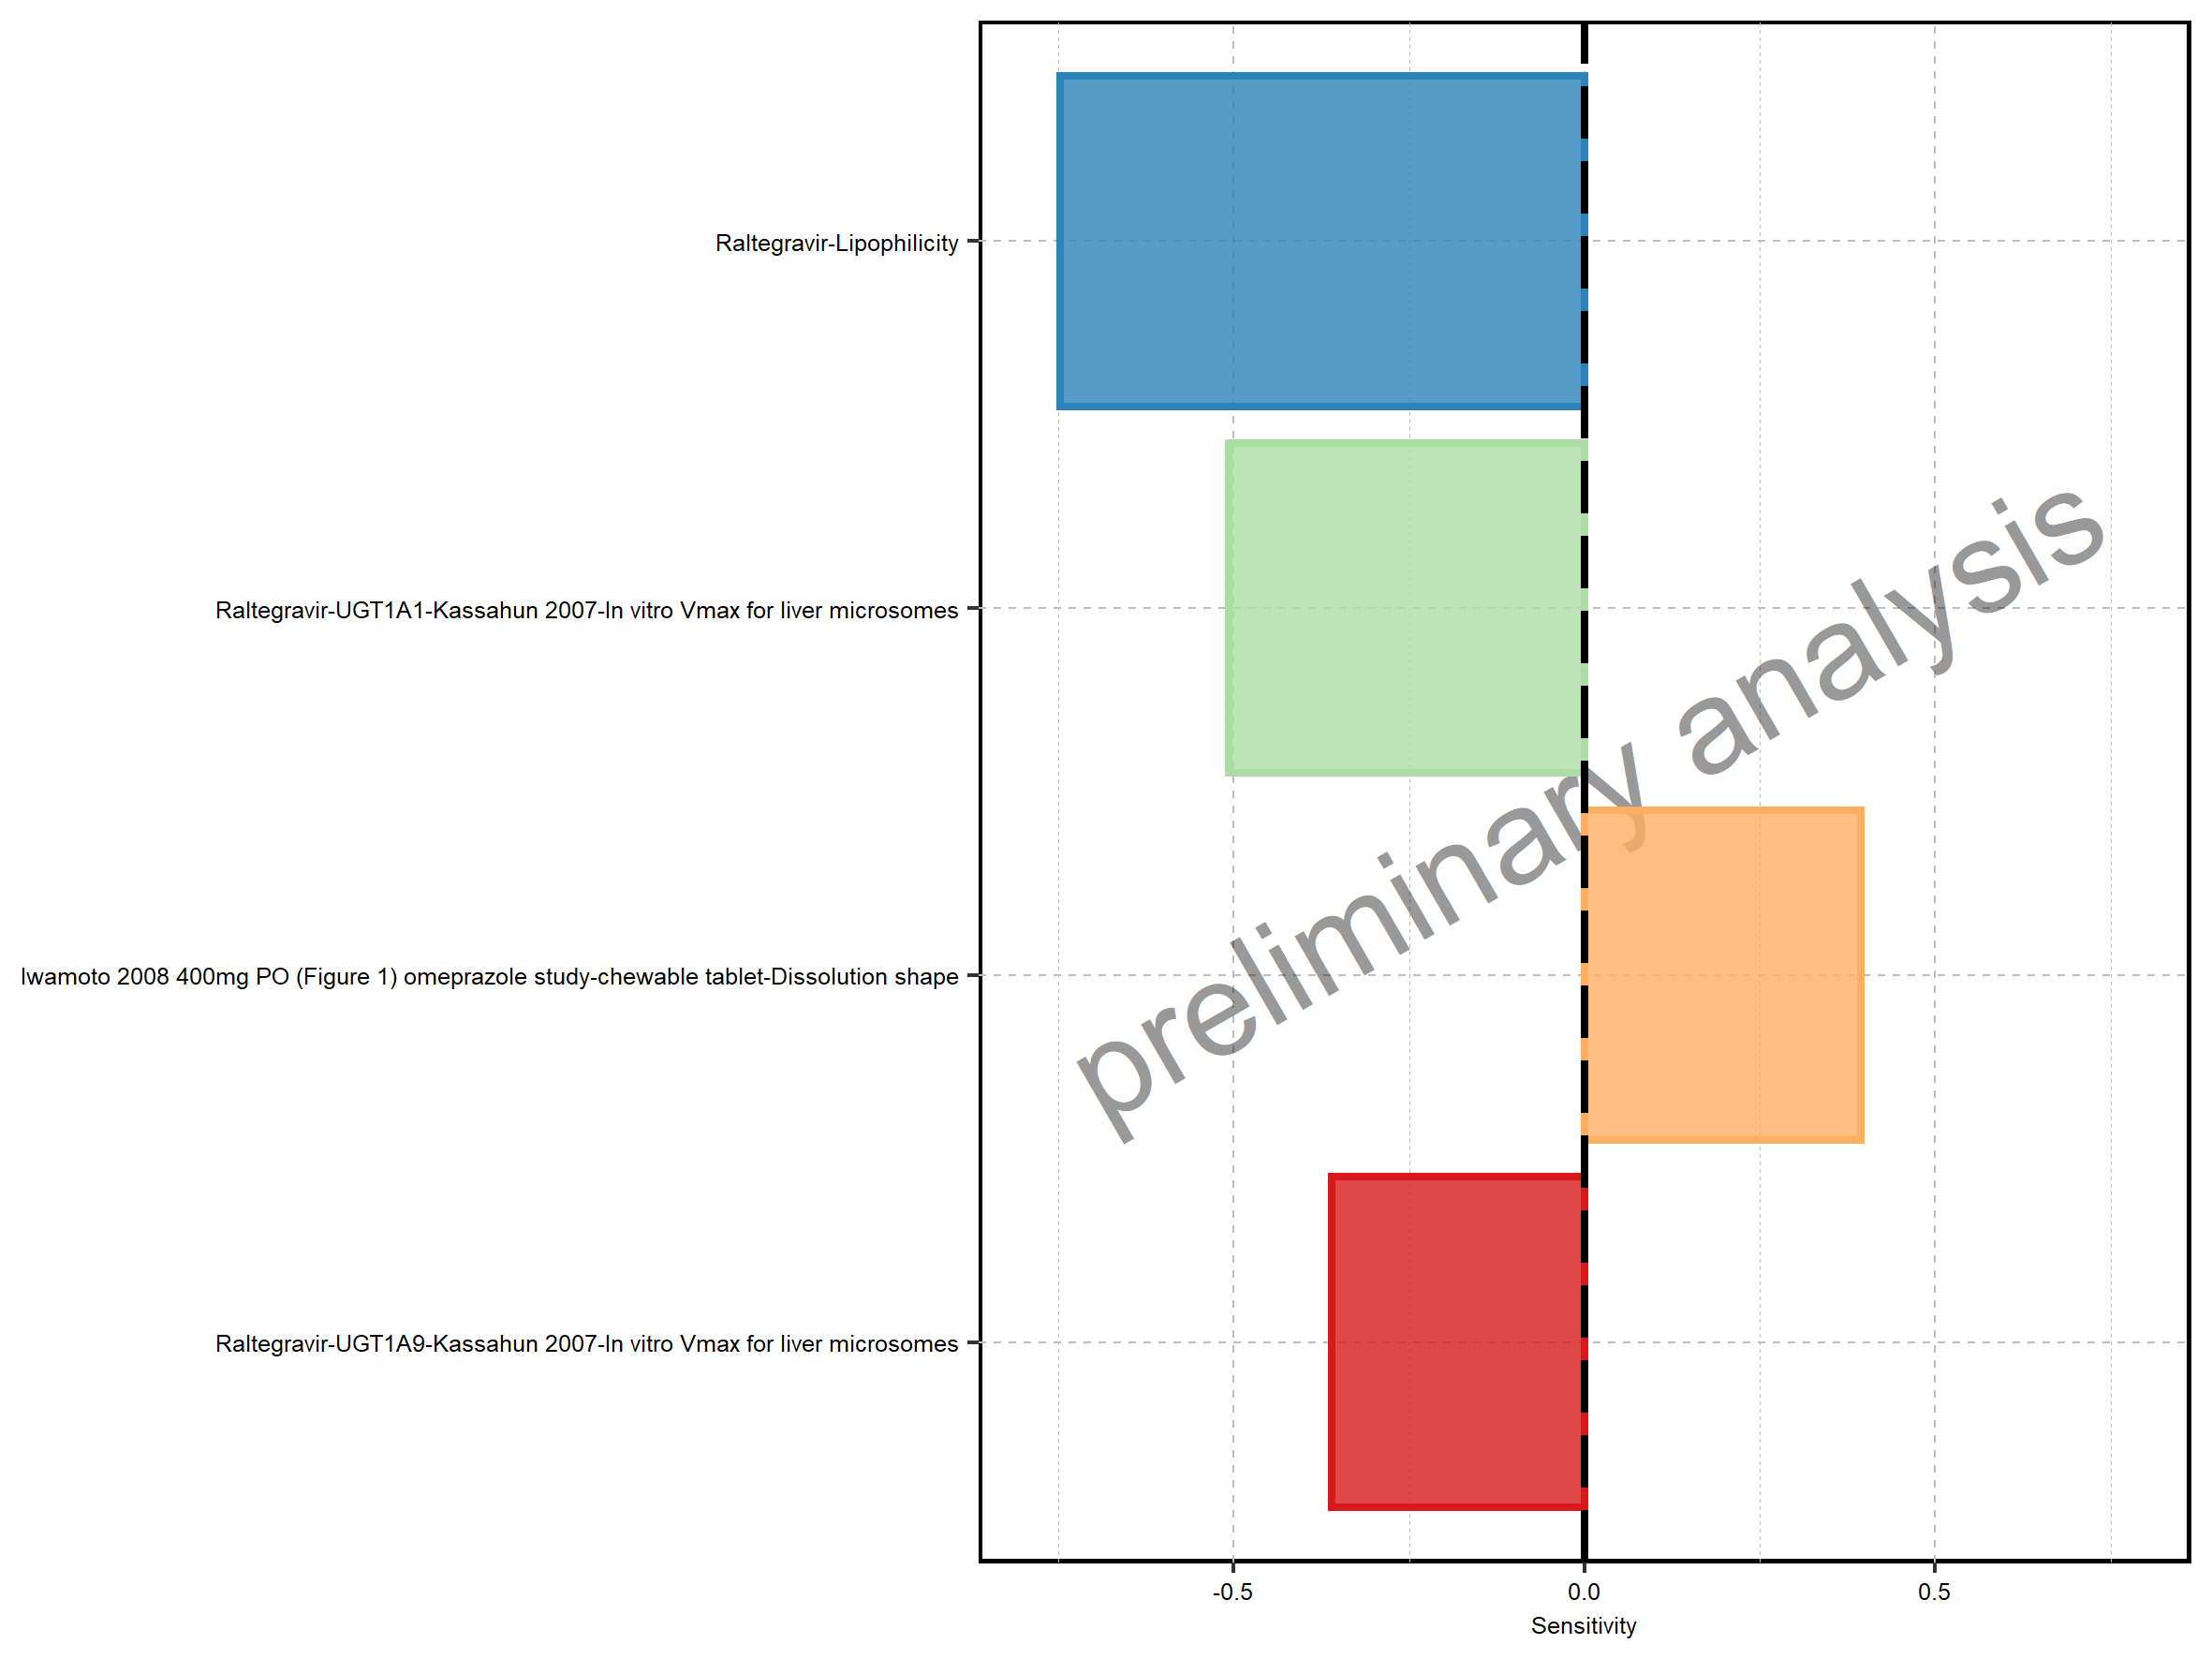 Raltegravir-Lipophilicity
Raltegravir-UGT1A1-Kassahun 2007-In vitro Vmax for liver microsomes
Iwamoto 2008 400mg PO (Figure 1) omeprazole study-chewable tablet-Dissolution shape
Raltegravir-UGT1A9-Kassahun 2007-In vitro Vmax for liver microsomes
preliminary analysis
-0.5 0.0 0.5
Sensitivity